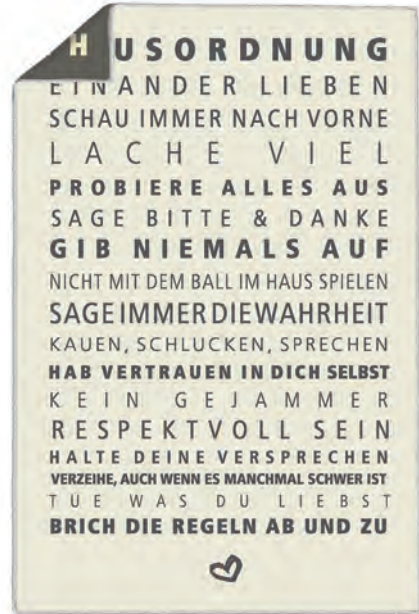 H USORDNUNG
EINANDER LIEBEN
SCHAU IMMER NACH VORNE
LACHE VIEL
PROBIERE ALLES AUS
SAGE BITTE & DANKE
GIB NIEMALS AUF
NICHT MIT DEM BALL IM HAUS SPIELEN
SAGE IMMER DIE WAHRHEIT
KAUEN, SCHLUCKEN, SPRECHEN
HAB VERTRAUEN IN DICH SELBST
KEIN GEJAMMER
RESPEKTVOLL SEIN
HALTE DEINE VERSPRECHEN
VERZEIHE, AUCH WENN ES MANCHMAL SCHWER IST
TUE WAS DU LIEBST
BRICH DIE REGELN AB UND ZU